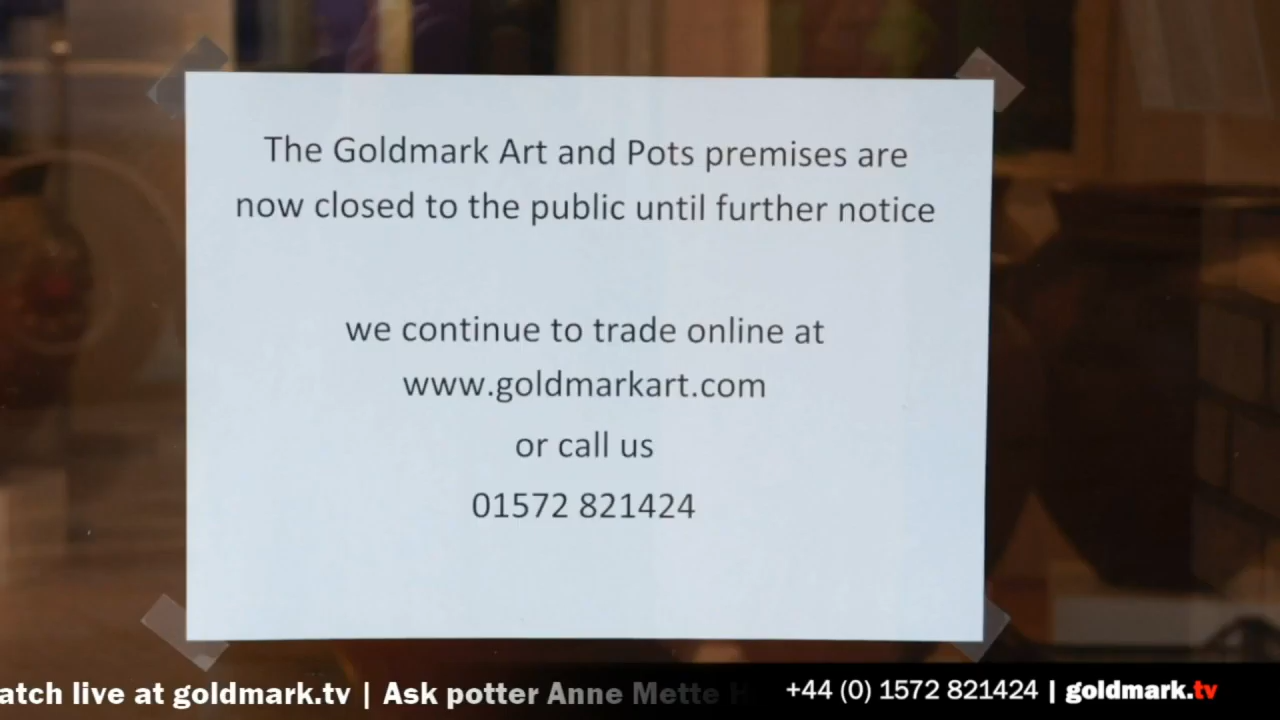 The Goldmark Art and Pots premises are
now closed to the public until further notice
we continue to trade online at
www.goldmarkart.com
or call us
01572 821424
atch live at goldmark.tv | Ask potter Anne Mette +44 (0) 1572 821424 | goldmark.tv